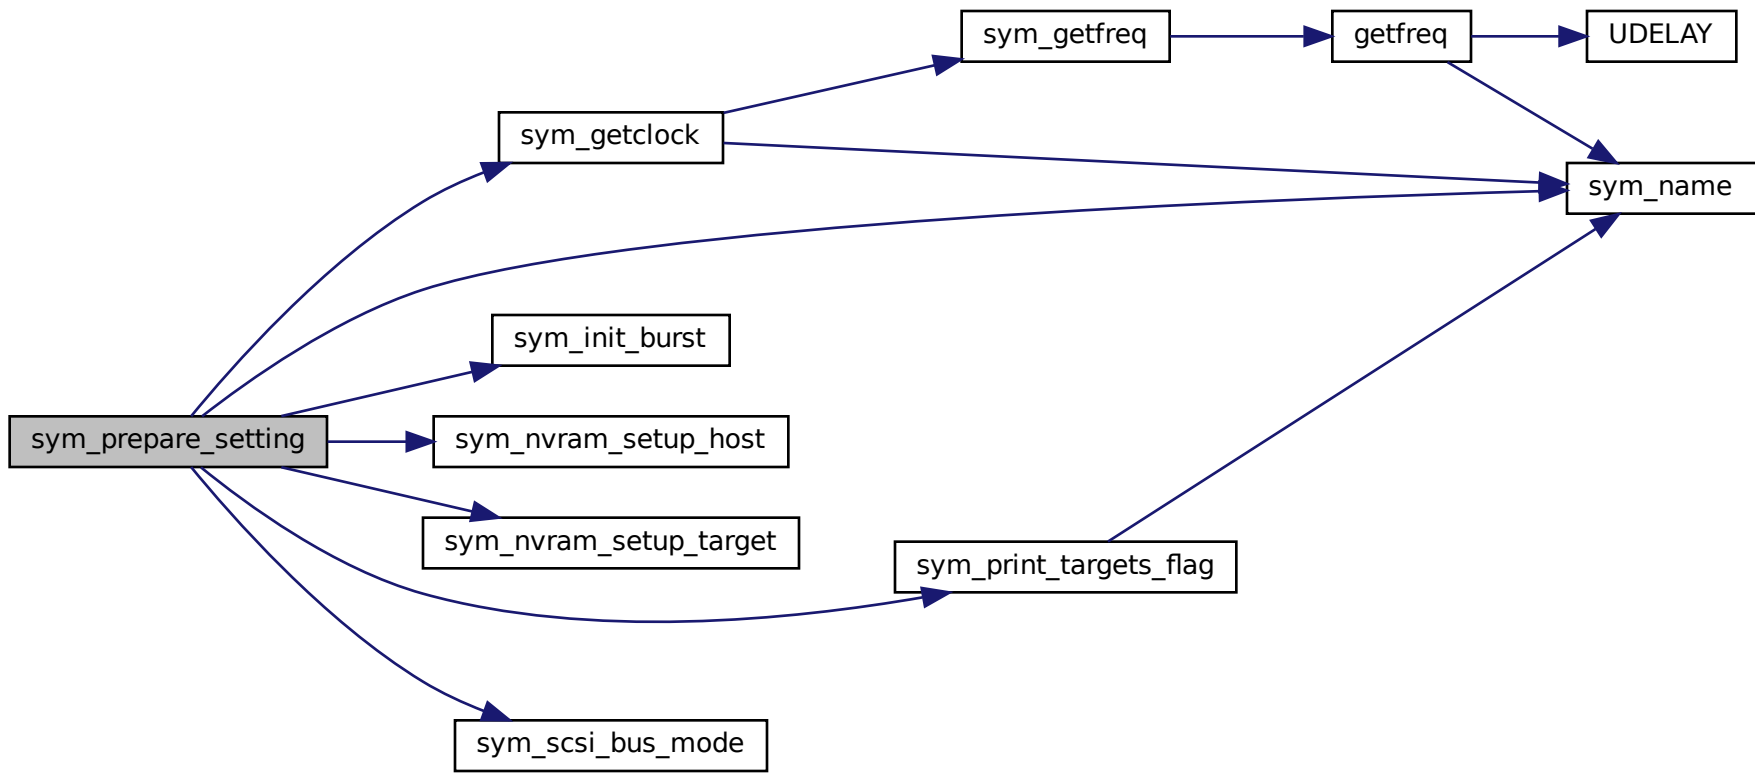 sym_getfreq
getfreq
UDELAY
sym_getclock
sym_name
sym_init_burst
sym_prepare_setting
sym_nvram_setup_host
sym_nvram_setup_target
sym_print_targets_flag
sym_scsi_bus_mode